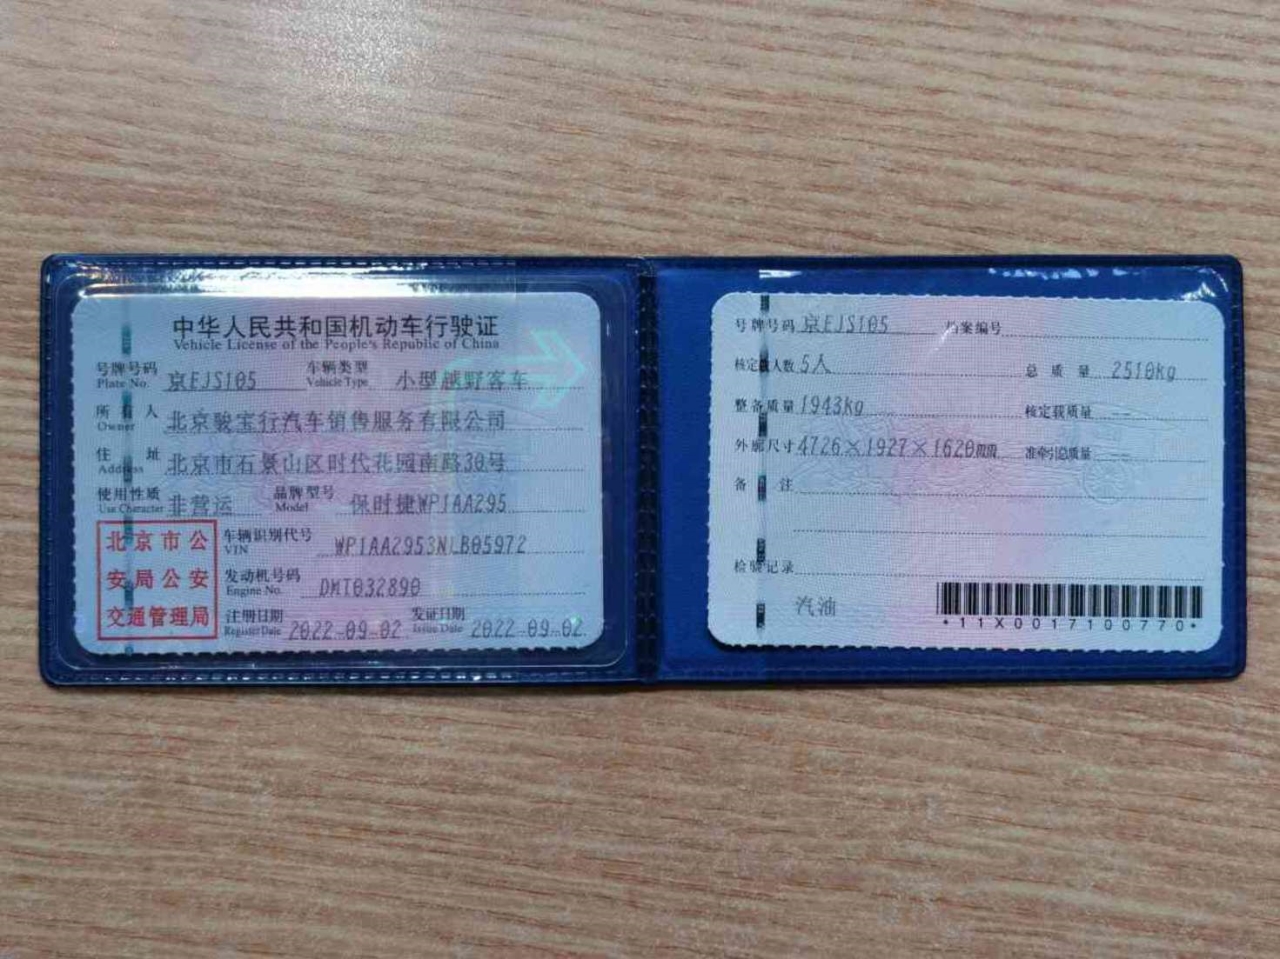 中华人民共和国机动车行驶证
Vehicle License of the People's Republic of China
号牌号码 京EJS105 车辆类型 小型越野客车
Plate No. Vehicle Type
所有人 北京骏宝行汽车销售服务有限公司
Owner
住址 北京市石景山区时代花园南路30号
Address
使用性质 非营运 品牌型号 保时捷WP1AA295
Use Character Model
北京市公
安局公安
交通管理局
车辆识别代号 WP1AA2953NLB05972
VIN
发动机号码 DMT032890
Engine No.
注册日期 2022-09-02 发证日期 2022-09-02
Register Date Issue Date
号牌号码 京EJS105 档案编号
核定载人数 5人 总质量 2510kg
整备质量 1943kg 核定载质量 --
外廓尺寸 4726×1927×1620mm 准牵引总质量 --
备注
检验记录
汽油
*11X0017100770*